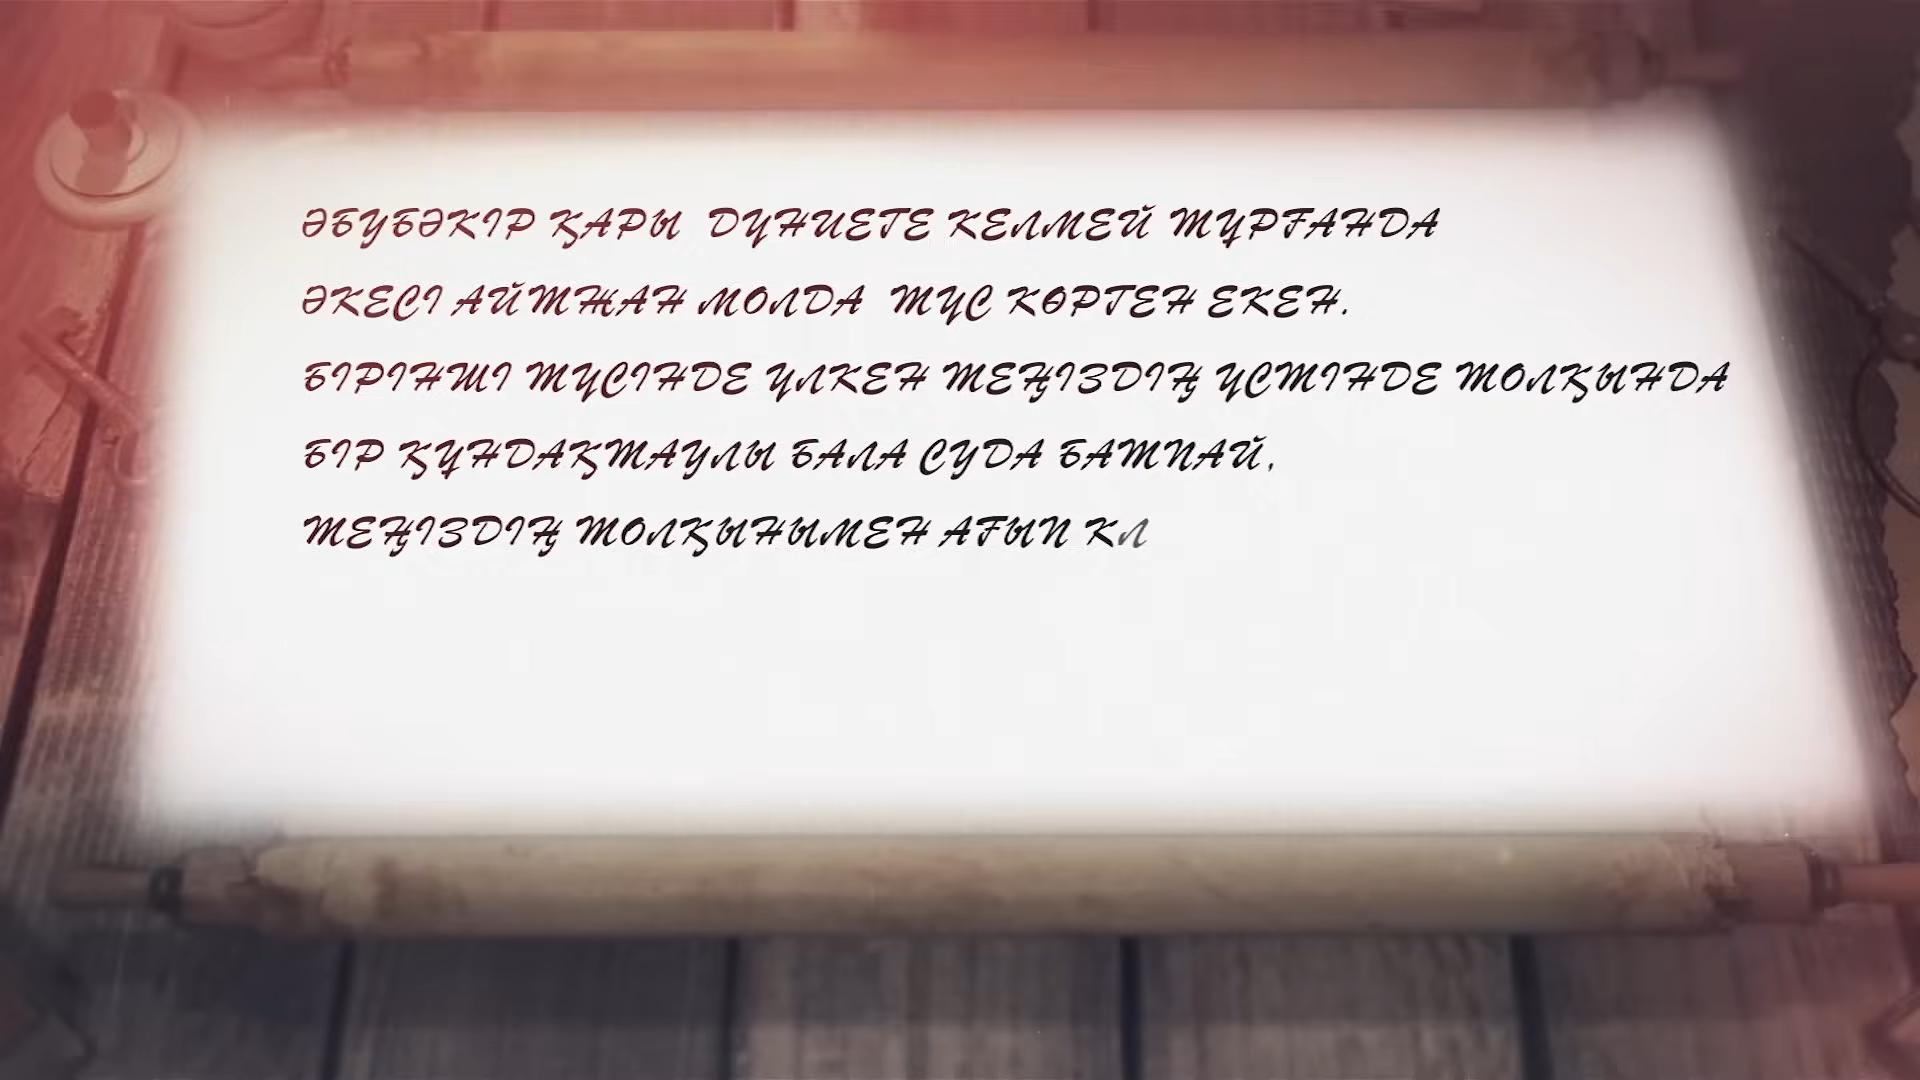 ӘБУБӘКІР ҚАРЫ ДҮНИЕГЕ КЕЛМЕЙ ТҰРҒАНДА
ӘКЕСІ АЙТЖАН МОЛДА ТҮС КӨРГЕН ЕКЕН.
БІРІНШІ ТҮСІНДЕ ҮЛКЕН ТЕҢІЗДІҢ ҮСТІНДЕ ТОЛҚЫНДА
БІР ҚҰНДАҚТАУЛЫ БАЛА СУДА БАТПАЙ,
ТЕҢІЗДІҢ ТОЛҚЫНЫМЕН АҒЫП КЛ